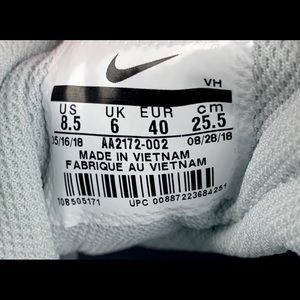 VH
US UK EUR cm
8.5 6 40 25.5
05/16/18 AA2172-002 08/28/18
MADE IN VIETNAM
FABRIQUE AU VIETNAM
108505171
UPC 00887223684251